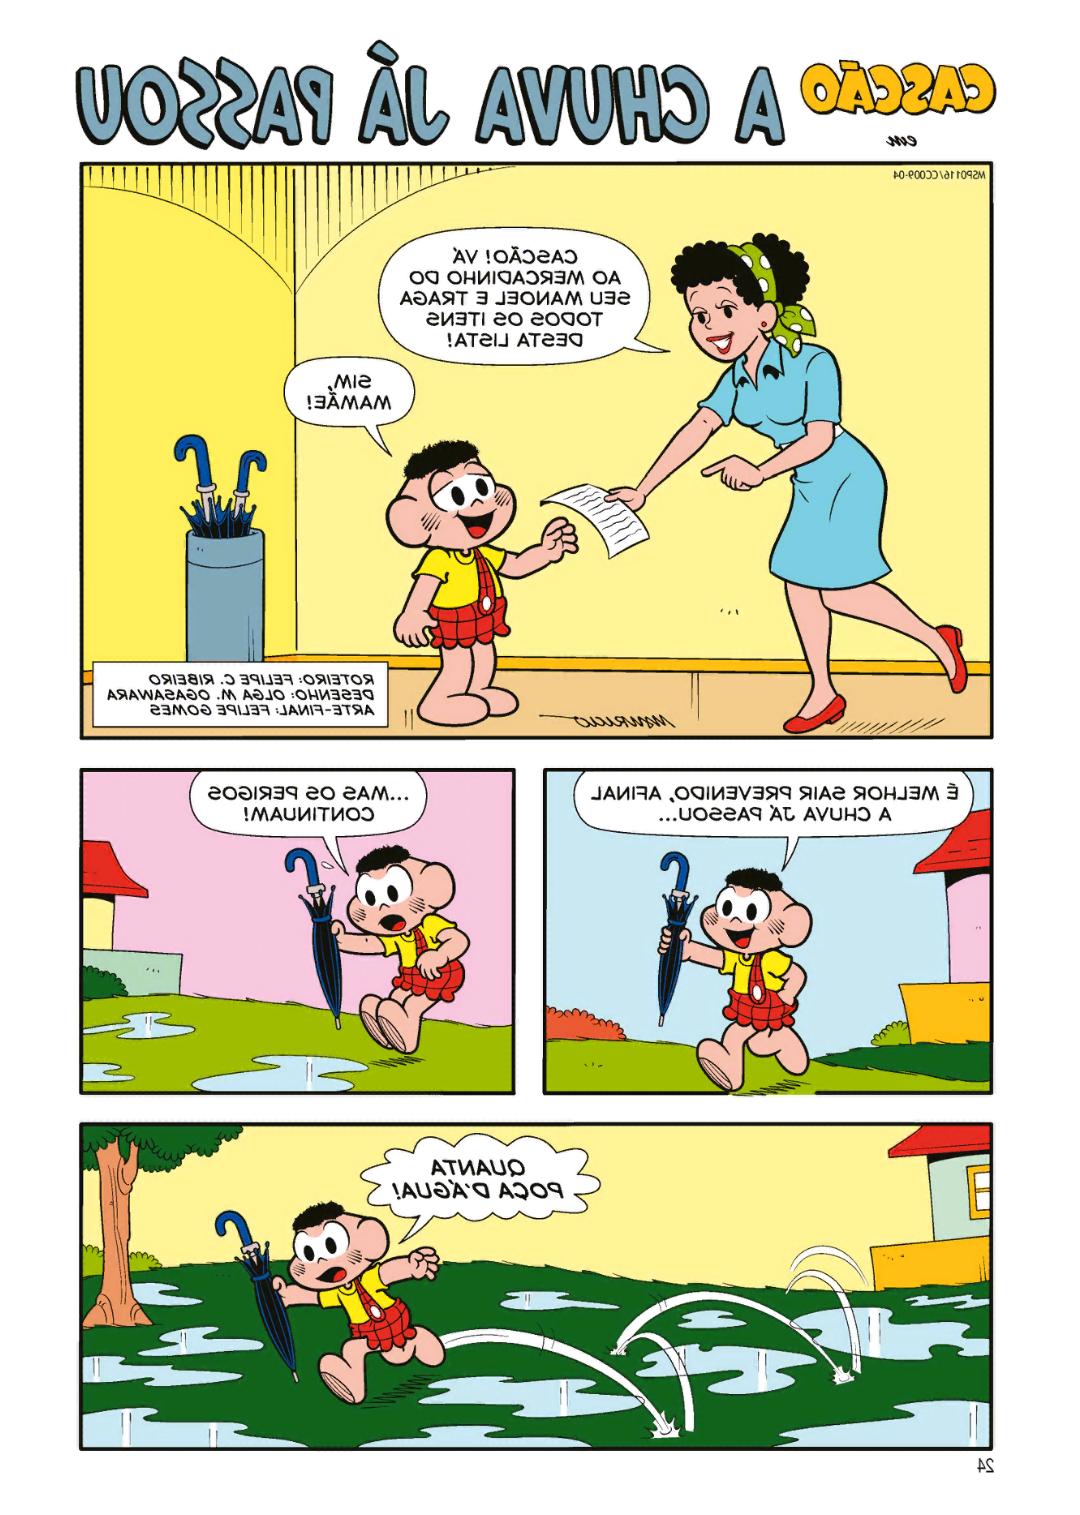 CASCÃO
em
A CHUVA JÁ PASSOU
MSP0116/CC009-04
CASCÃO! VÁ
AO MERCADINHO DO
SEU MANOEL E TRAGA
TODOS OS ITENS
DESTA LISTA!
SIM,
MAMÃE!
ROTEIRO: FELIPE C. RIBEIRO
DESENHO: OLGA M. OGASAWARA
ARTE-FINAL: FELIPE GOMES
MAURICIO
É MELHOR SAIR PREVENIDO, AFINAL
A CHUVA JÁ PASSOU...
...MAS OS PERIGOS
CONTINUAM!
QUANTA
POÇA D'ÁGUA!
24